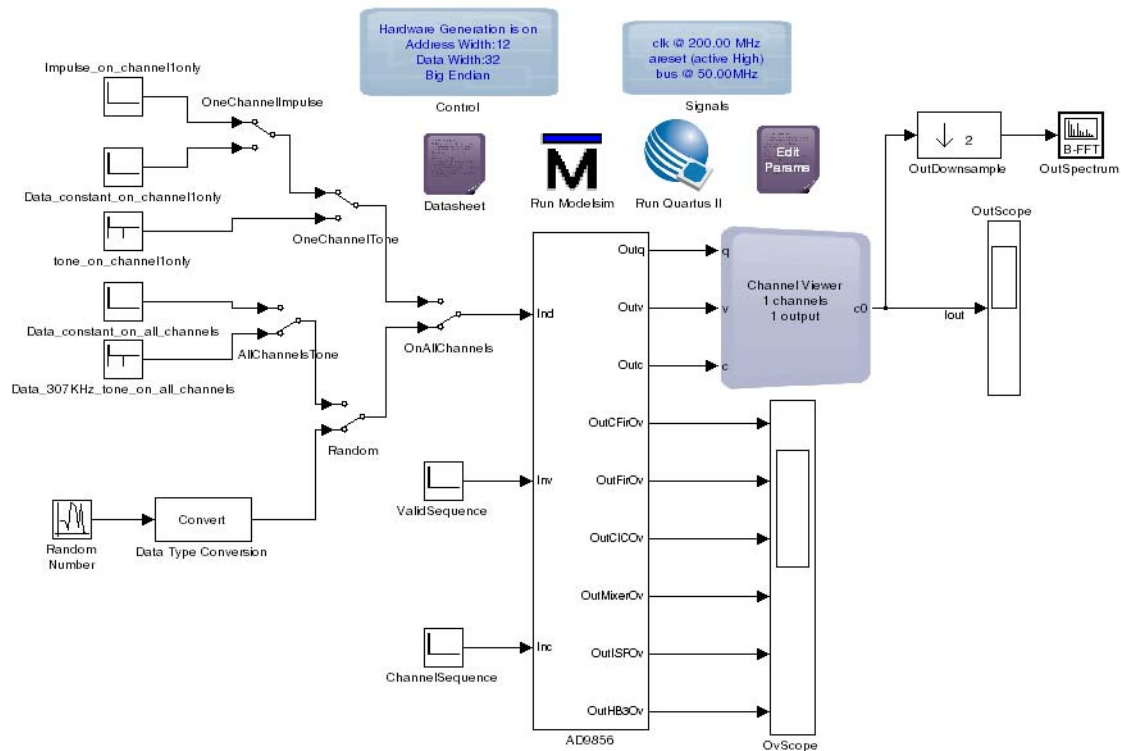 Hardware Generation is on
Address Width:12
Data Width:32
Big Endian
Control
clk @ 200.00 MHz
areset (active High)
bus @ 50.00MHz
Signals
Impulse_on_channel1only
OneChannelImpulse
Data_constant_on_channel1only
OneChannelTone
tone_on_channel1only
Data_constant_on_all_channels
AllChannelsTone
Data_307KHz_tone_on_all_channels
OnAllChannels
Random
Random
Number
Convert
Data Type Conversion
ValidSequence
ChannelSequence
Datasheet
M
Run Modelsim
Run Quartus II
Edit
Params
Ind
Inv
Inc
Outq
Outv
Outc
OutCFirOv
OutFirOv
OutCICOv
OutMixerOv
OutISFOv
OutHB3Ov
AD9856
q
v
c
Channel Viewer
1 channels
1 output
c0
2
OutDownsample
B-FFT
OutSpectrum
OutScope
Iout
OvScope